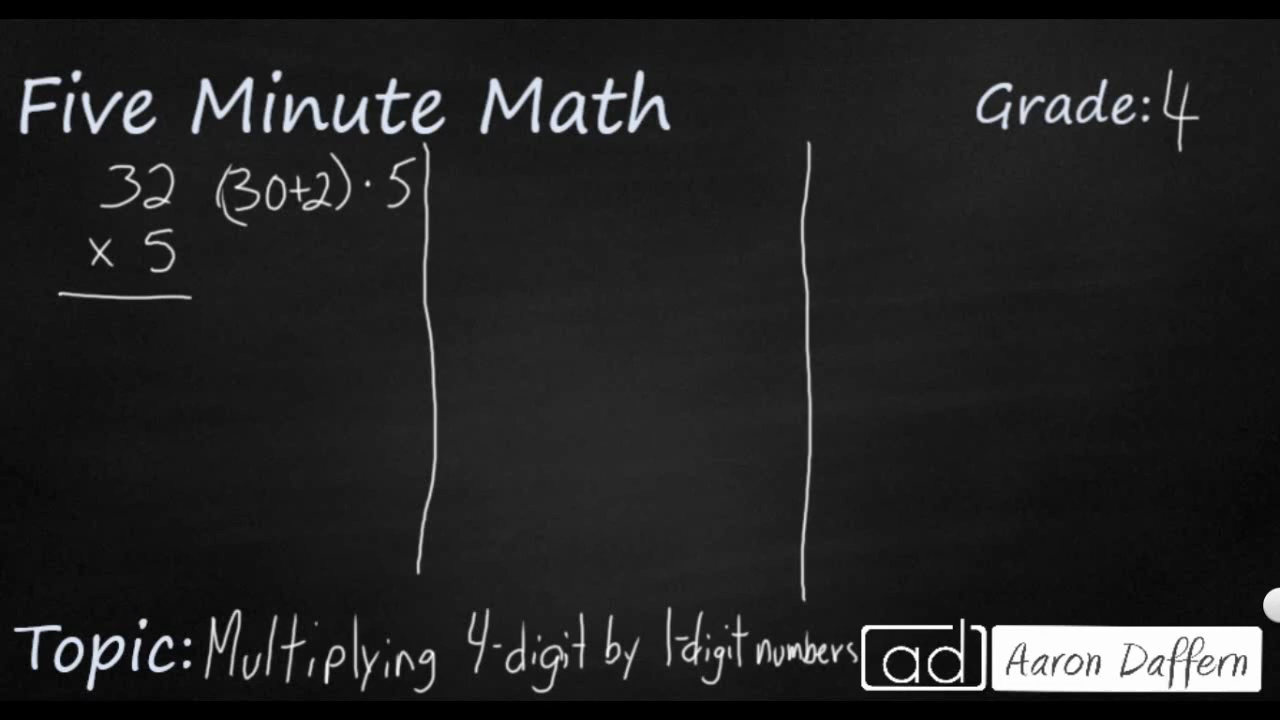 Five Minute Math
Grade: 4
32 (30+2) · 5
x 5
Topic: Multiplying 4-digit by 1-digit numbers
ad Aaron Daffern